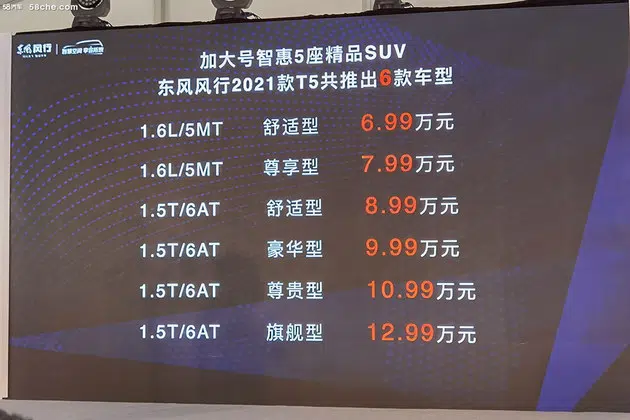 58汽车·58che.com
东风风行
加大号智惠5座精品SUV
东风风行2021款T5共推出6款车型
1.6L/5MT 舒适型 6.99万元
1.6L/5MT 尊享型 7.99万元
1.5T/6AT 舒适型 8.99万元
1.5T/6AT 豪华型 9.99万元
1.5T/6AT 尊贵型 10.99万元
1.5T/6AT 旗舰型 12.99万元